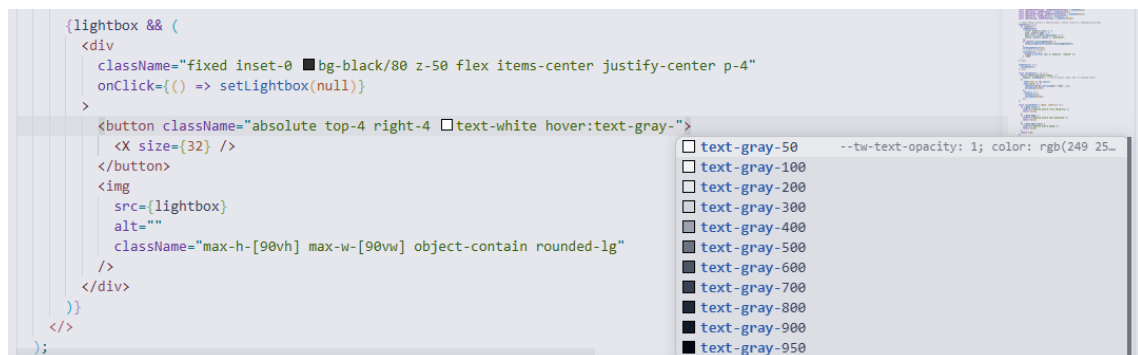 {lightbox && (
<div
className="fixed inset-0 bg-black/80 z-50 flex items-center justify-center p-4"
onClick={() => setLightbox(null)}
>
<button className="absolute top-4 right-4 text-white hover:text-gray-">
<X size={32} />
</button>
<img
src={lightbox}
alt=""
className="max-h-[90vh] max-w-[90vw] object-contain rounded-lg"
/>
</div>
)}
</>
);
text-gray-50 --tw-text-opacity: 1; color: rgb(249 25…
text-gray-100
text-gray-200
text-gray-300
text-gray-400
text-gray-500
text-gray-600
text-gray-700
text-gray-800
text-gray-900
text-gray-950